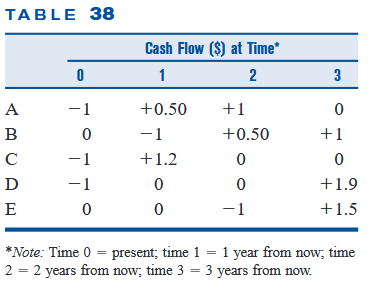 TABLE 38
Cash Flow ($) at Time*
0 1 2 3
A −1 +0.50 +1 0
B 0 −1 +0.50 +1
C −1 +1.2 0 0
D −1 0 0 +1.9
E 0 0 −1 +1.5
*Note: Time 0 = present; time 1 = 1 year from now; time
2 = 2 years from now; time 3 = 3 years from now.